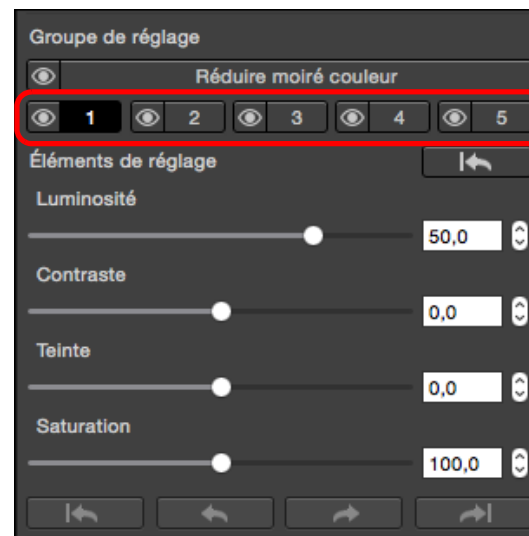 Groupe de réglage
Réduire moiré couleur
1 2 3 4 5
Éléments de réglage
Luminosité
50,0
Contraste
0,0
Teinte
0,0
Saturation
100,0